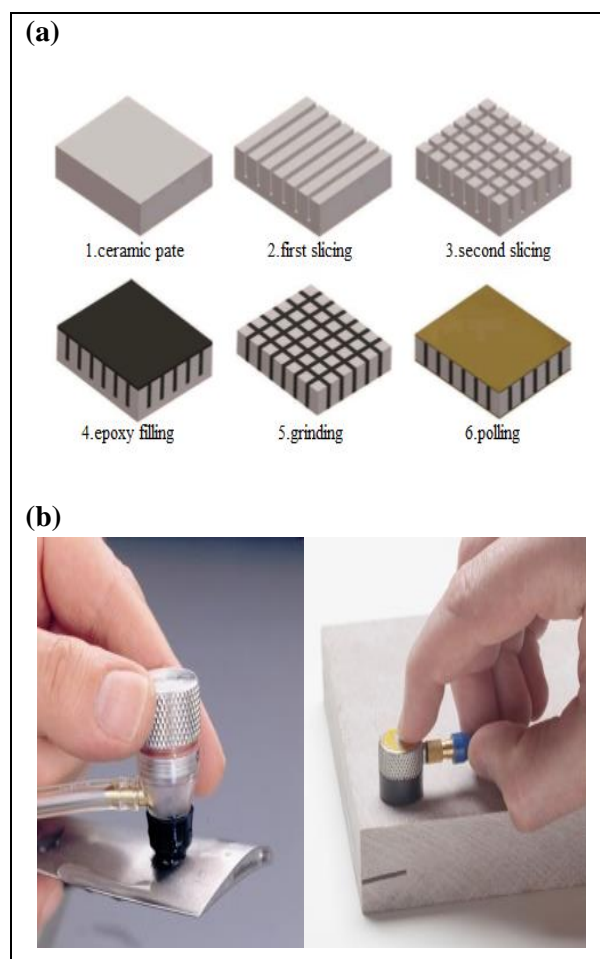 (a)
1.ceramic pate
2.first slicing
3.second slicing
4.epoxy filling
5.grinding
6.polling
(b)